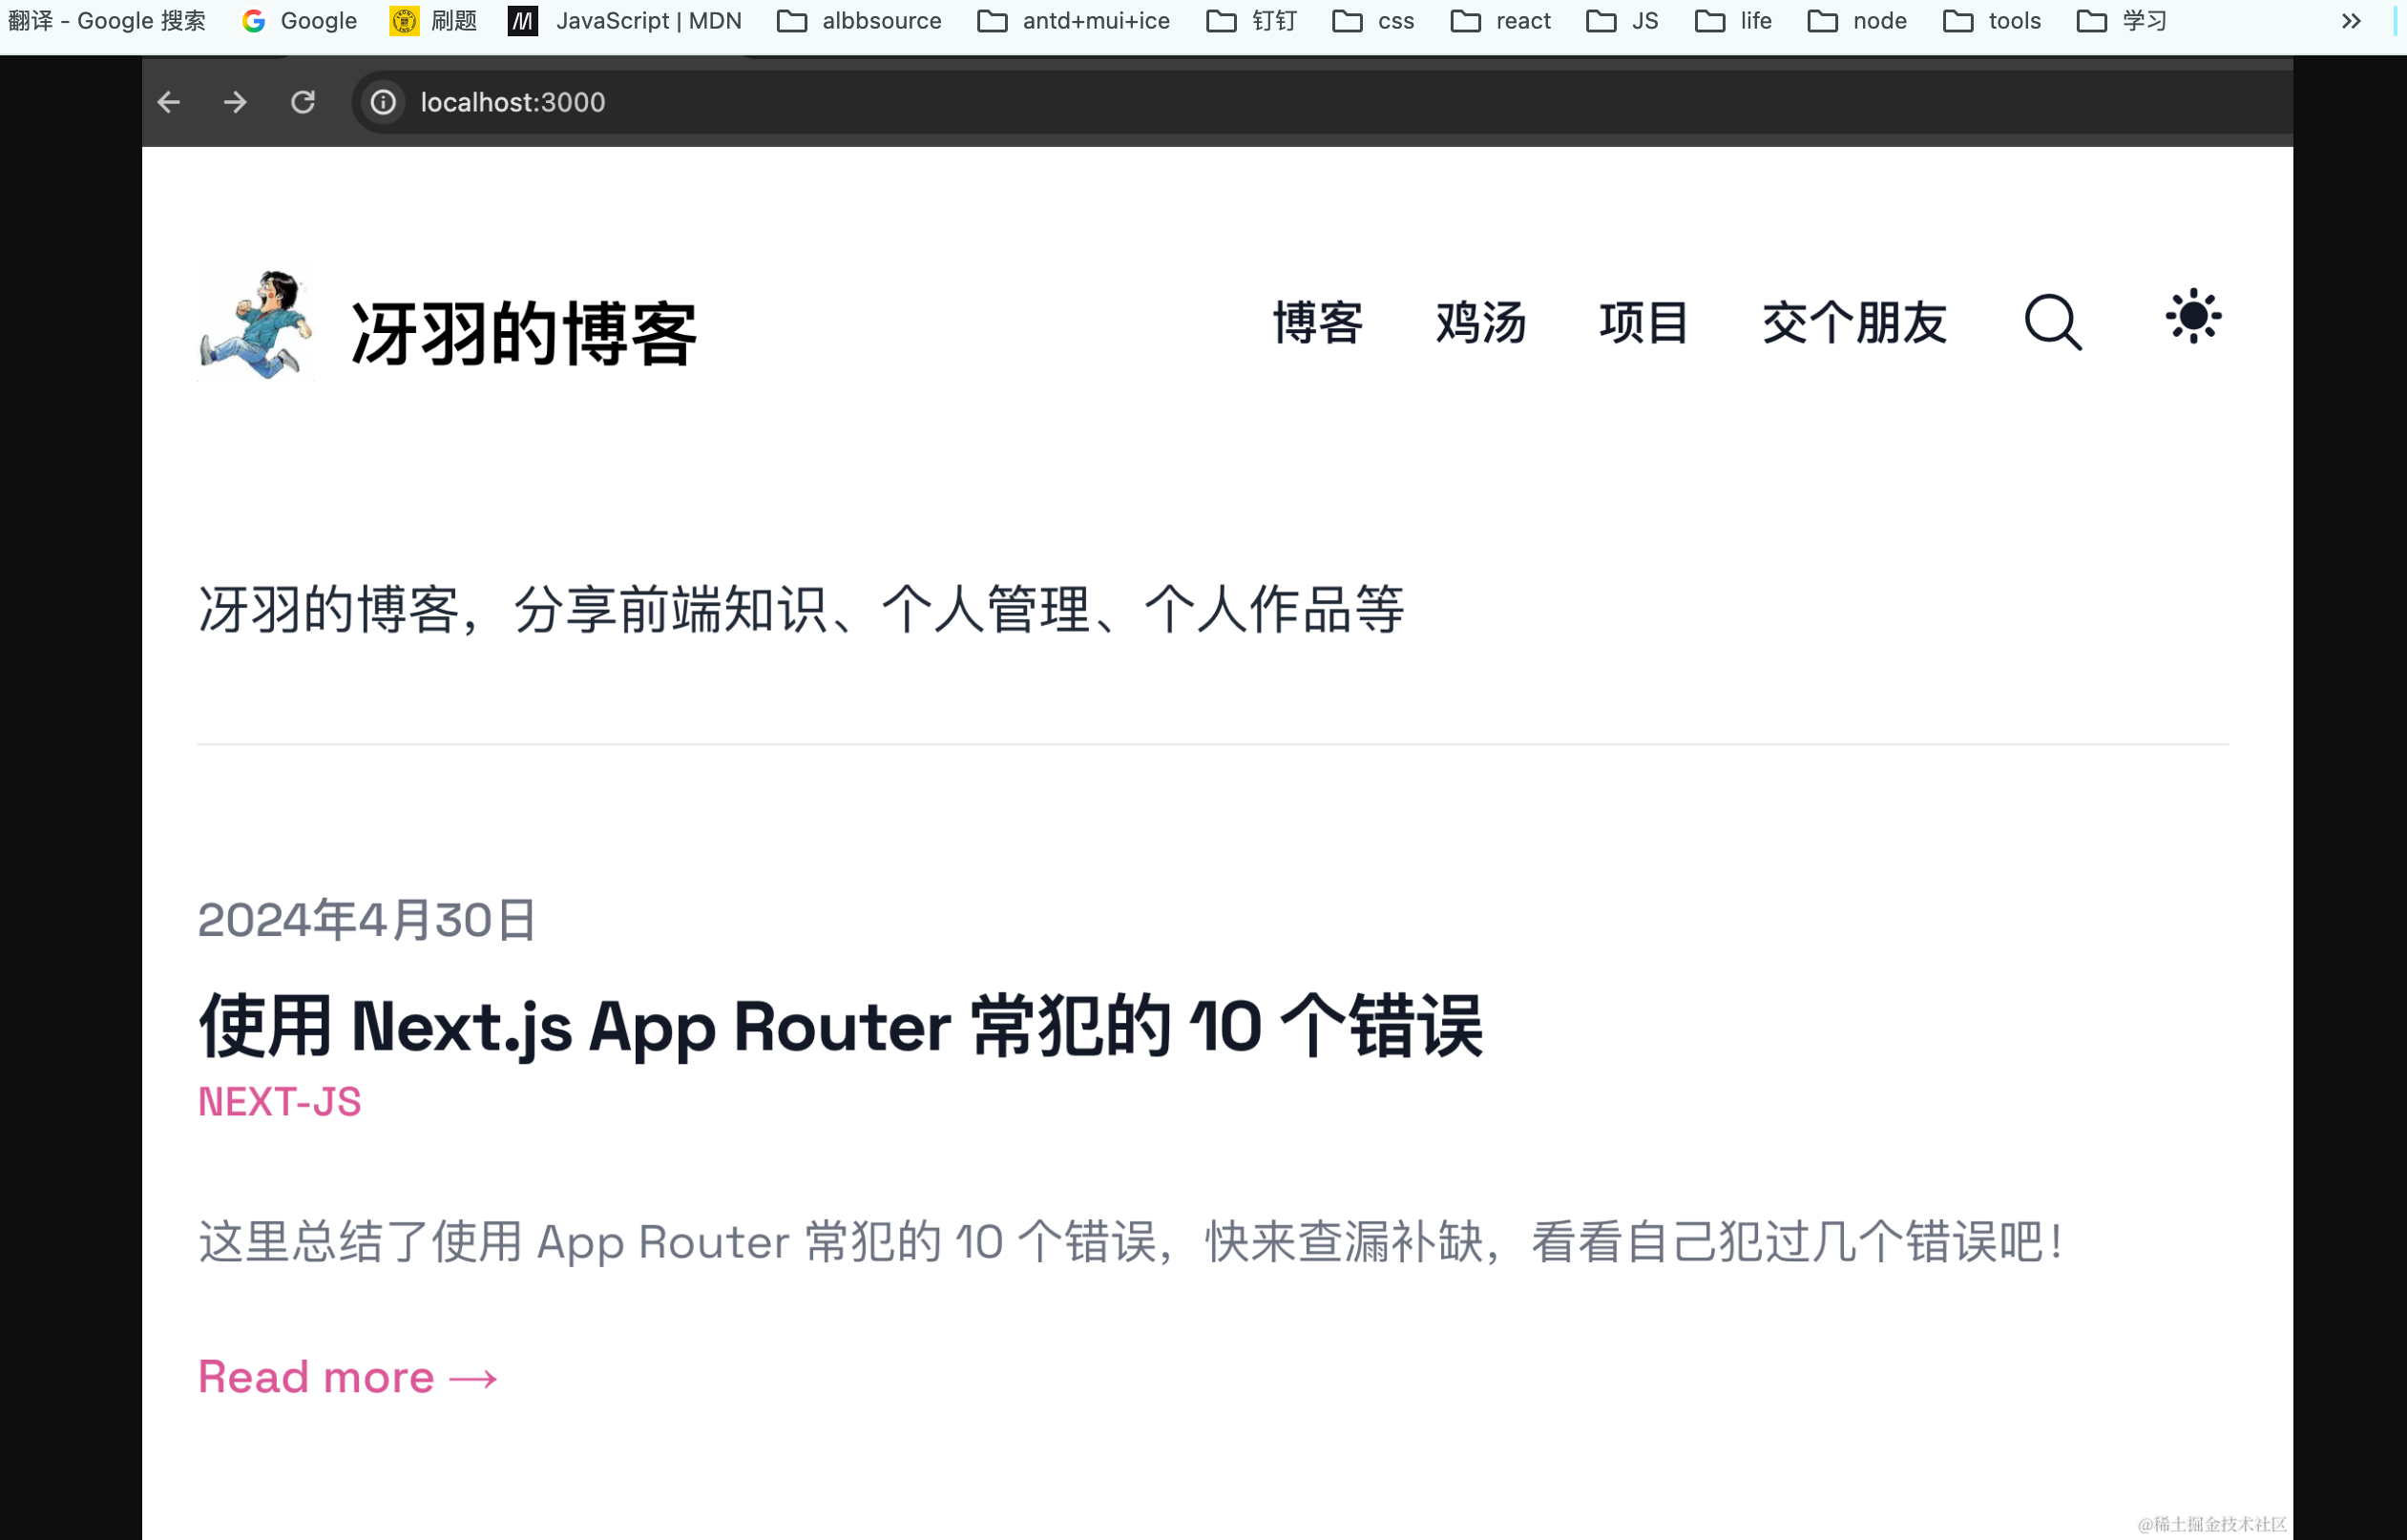 翻译 - Google 搜索 Google 刷题 JavaScript | MDN albbsource antd+mui+ice 钉钉 css react JS life node tools 学习
localhost:3000
冴羽的博客 博客 鸡汤 项目 交个朋友
冴羽的博客，分享前端知识、个人管理、个人作品等
2024年4月30日
使用 Next.js App Router 常犯的 10 个错误
NEXT-JS
这里总结了使用 App Router 常犯的 10 个错误，快来查漏补缺，看看自己犯过几个错误吧！
Read more →
@稀土掘金技术社区